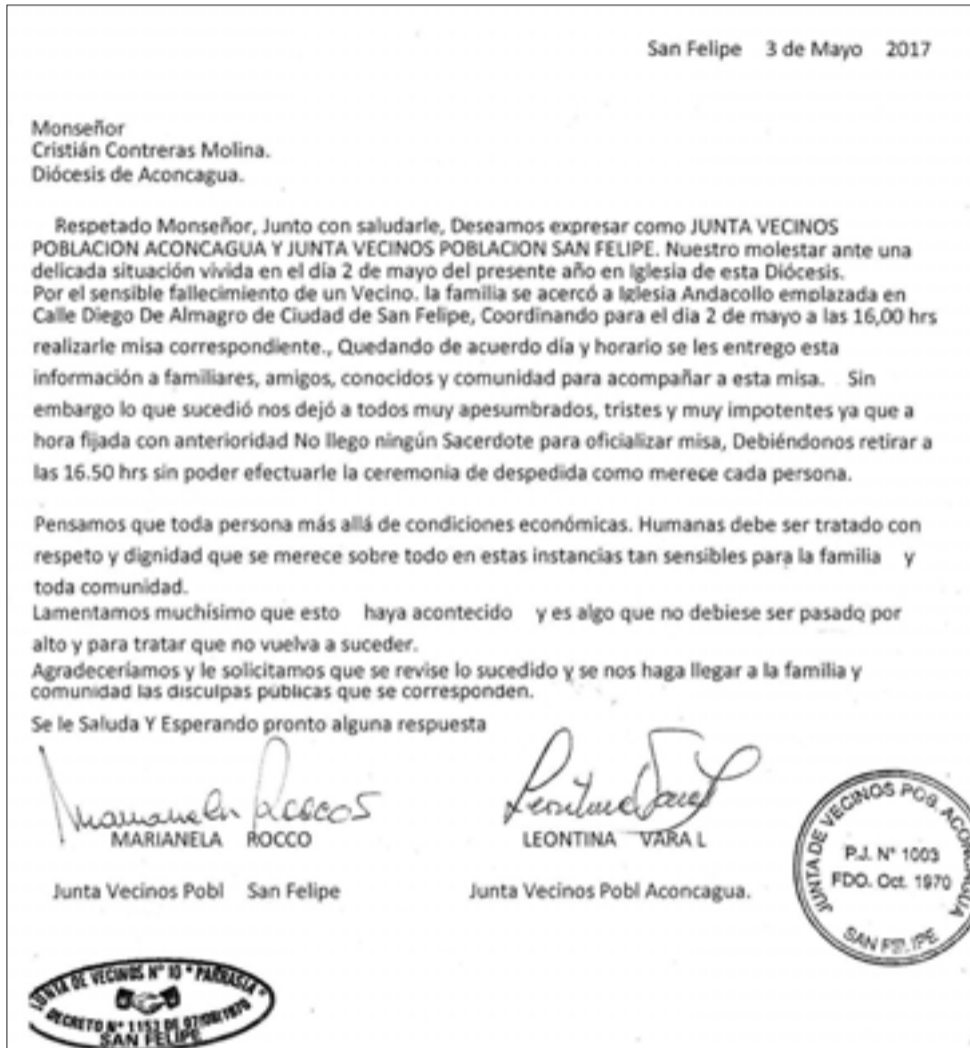 San Felipe 3 de Mayo 2017
Monseñor
Cristián Contreras Molina.
Diócesis de Aconcagua.
Respetado Monseñor, Junto con saludarle, Deseamos expresar como JUNTA VECINOS
POBLACION ACONCAGUA Y JUNTA VECINOS POBLACION SAN FELIPE. Nuestro molestar ante una
delicada situación vivida en el día 2 de mayo del presente año en Iglesia de esta Diócesis.
Por el sensible fallecimiento de un Vecino. la familia se acercó a Iglesia Andacollo emplazada en
Calle Diego De Almagro de Ciudad de San Felipe, Coordinando para el dia 2 de mayo a las 16,00 hrs
realizarle misa correspondiente., Quedando de acuerdo día y horario se les entrego esta
información a familiares, amigos, conocidos y comunidad para acompañar a esta misa. Sin
embargo lo que sucedió nos dejó a todos muy apesumbrados, tristes y muy impotentes ya que a
hora fijada con anterioridad No llego ningún Sacerdote para oficializar misa, Debiéndonos retirar a
las 16.50 hrs sin poder efectuarle la ceremonia de despedida como merece cada persona.
Pensamos que toda persona más allá de condiciones económicas. Humanas debe ser tratado con
respeto y dignidad que se merece sobre todo en estas instancias tan sensibles para la familia y
toda comunidad.
Lamentamos muchísimo que esto haya acontecido y es algo que no debiese ser pasado por
alto y para tratar que no vuelva a suceder.
Agradeceríamos y le solicitamos que se revise lo sucedido y se nos haga llegar a la familia y
comunidad las disculpas públicas que se corresponden.
Se le Saluda Y Esperando pronto alguna respuesta
MARIANELA ROCCO
LEONTINA VARA L
Junta Vecinos Pobl San Felipe
Junta Vecinos Pobl Aconcagua.
JUNTA DE VECINOS POB. ACONCAGUA
P.J. N° 1003
FDO. Oct. 1970
SAN FELIPE
JUNTA DE VECINOS N° 10
DECRETO N° 1153 DE
SAN FELIPE